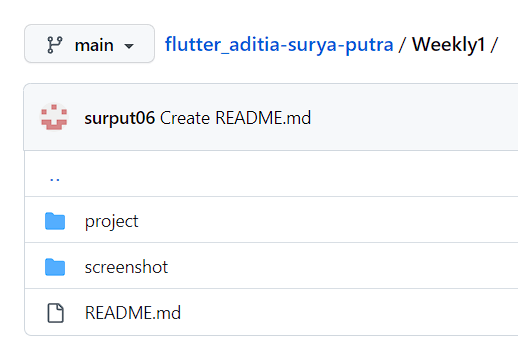 main flutter_aditia-surya-putra / Weekly1 /
surput06 Create README.md
..
project
screenshot
README.md